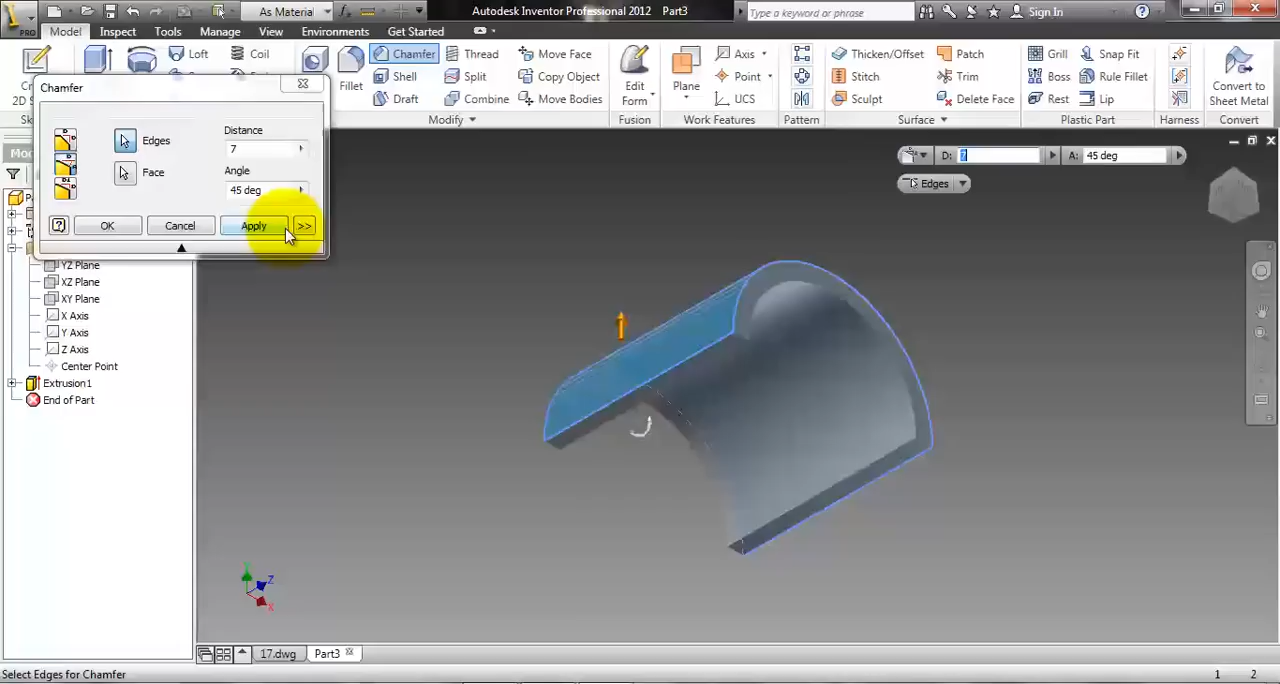 As Material
Autodesk Inventor Professional 2012 Part3
Type a keyword or phrase
Sign In
PRO
Model
Inspect
Tools
Manage
View
Environments
Get Started
Loft
Coil
Fillet
Chamfer
Thread
Move Face
Shell
Split
Copy Object
Draft
Combine
Move Bodies
Edit
Form
Plane
Axis
Point
UCS
Thicken/Offset
Patch
Stitch
Trim
Sculpt
Delete Face
Grill
Snap Fit
Boss
Rule Fillet
Rest
Lip
Convert to
Sheet Metal
Modify
Fusion
Work Features
Pattern
Surface
Plastic Part
Harness
Convert
Chamfer
Edges
Face
Distance
7
Angle
45 deg
OK
Cancel
Apply
>>
D: 7
A: 45 deg
Edges
YZ Plane
XZ Plane
XY Plane
X Axis
Y Axis
Z Axis
Center Point
Extrusion1
End of Part
Y
Z
X
17.dwg
Part3
Select Edges for Chamfer
1
2